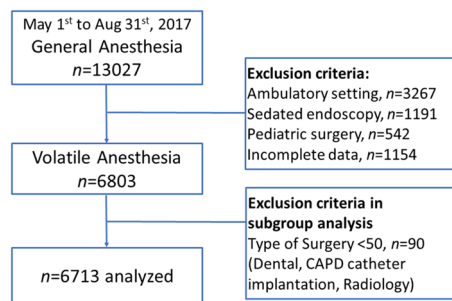 May 1st to Aug 31st, 2017
General Anesthesia
n=13027
Exclusion criteria:
Ambulatory setting, n=3267
Sedated endoscopy, n=1191
Pediatric surgery, n=542
Incomplete data, n=1154
Volatile Anesthesia
n=6803
Exclusion criteria in
subgroup analysis
Type of Surgery <50, n=90
(Dental, CAPD catheter
implantation, Radiology)
n=6713 analyzed